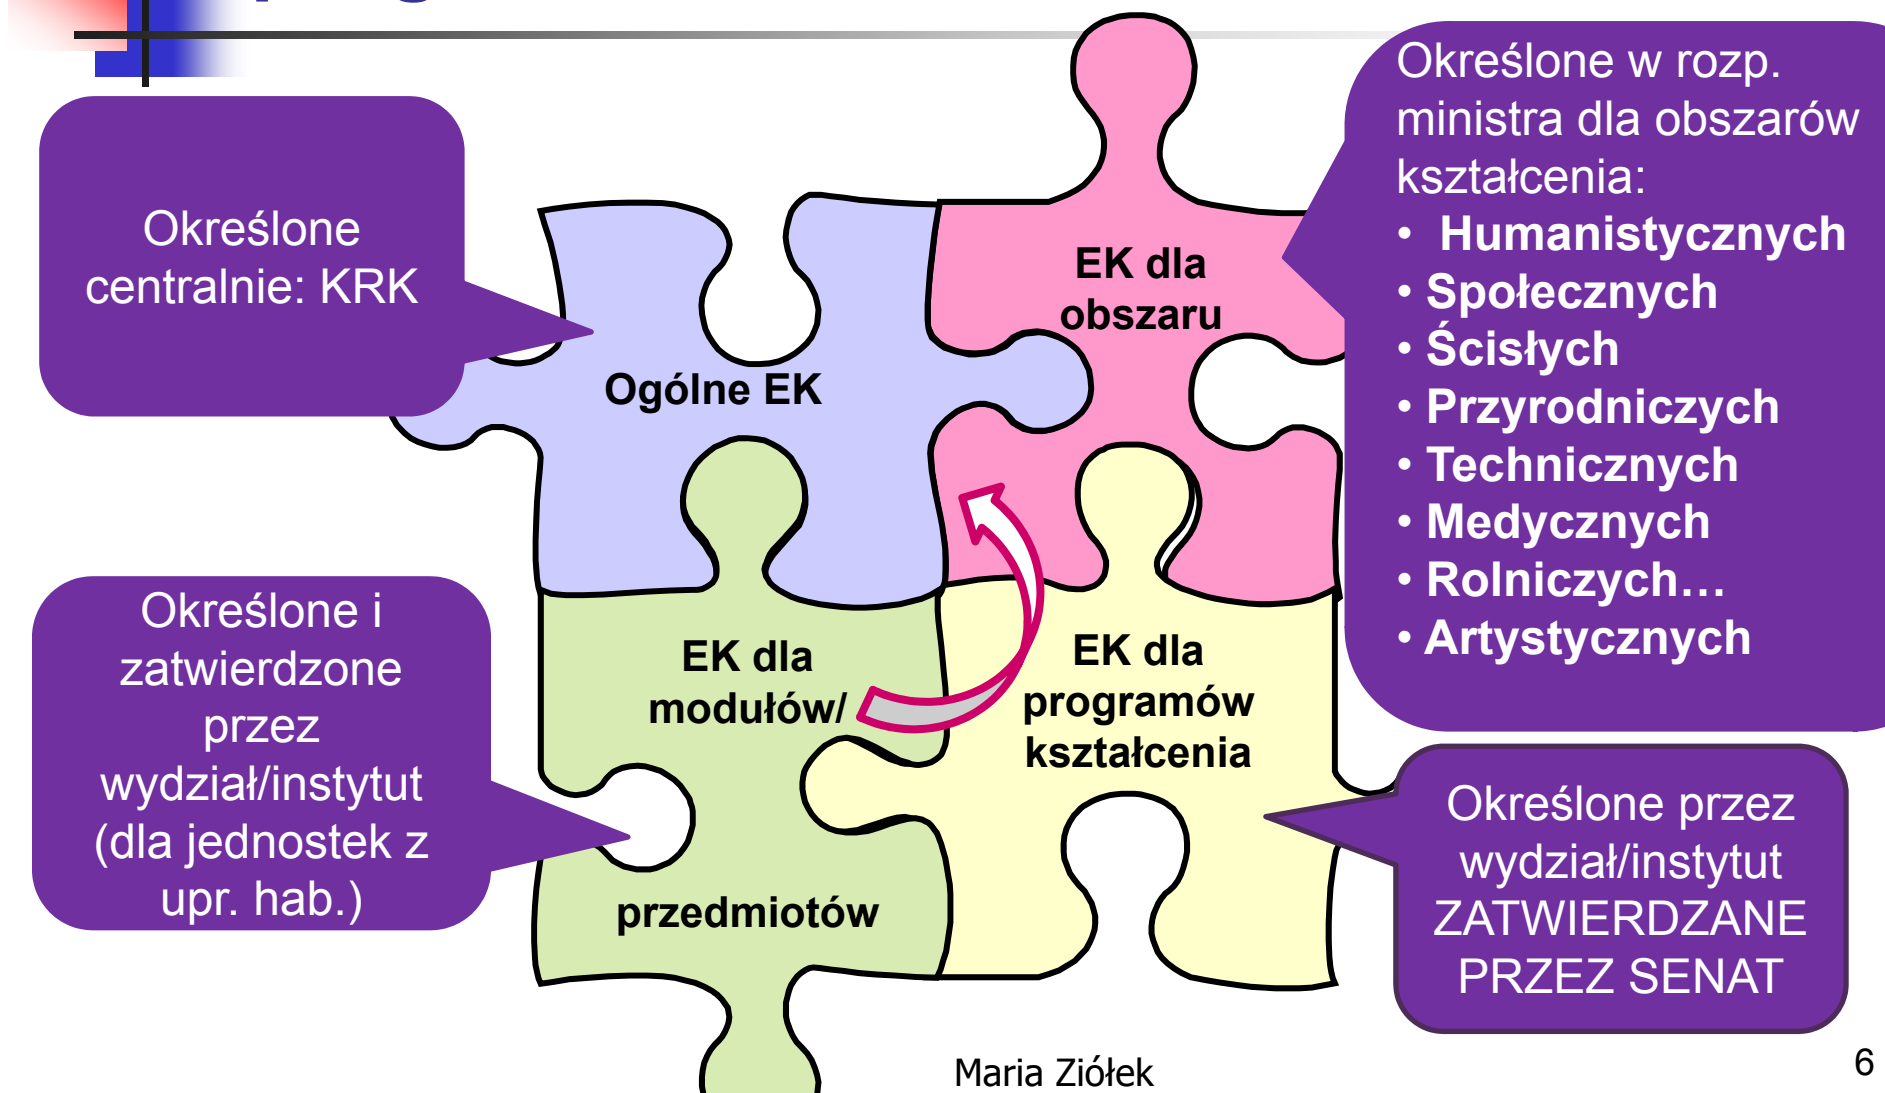 Określone
centralnie: KRK
Ogólne EK
EK dla
obszaru
Określone w rozp.
ministra dla obszarów
kształcenia:
• Humanistycznych
• Społecznych
• Ścisłych
• Przyrodniczych
• Technicznych
• Medycznych
• Rolniczych…
• Artystycznych
Określone i
zatwierdzone
przez
wydział/instytut
(dla jednostek z
upr. hab.)
EK dla
modułów/
przedmiotów
EK dla
programów
kształcenia
Określone przez
wydział/instytut
ZATWIERDZANE
PRZEZ SENAT
Maria Ziółek
6